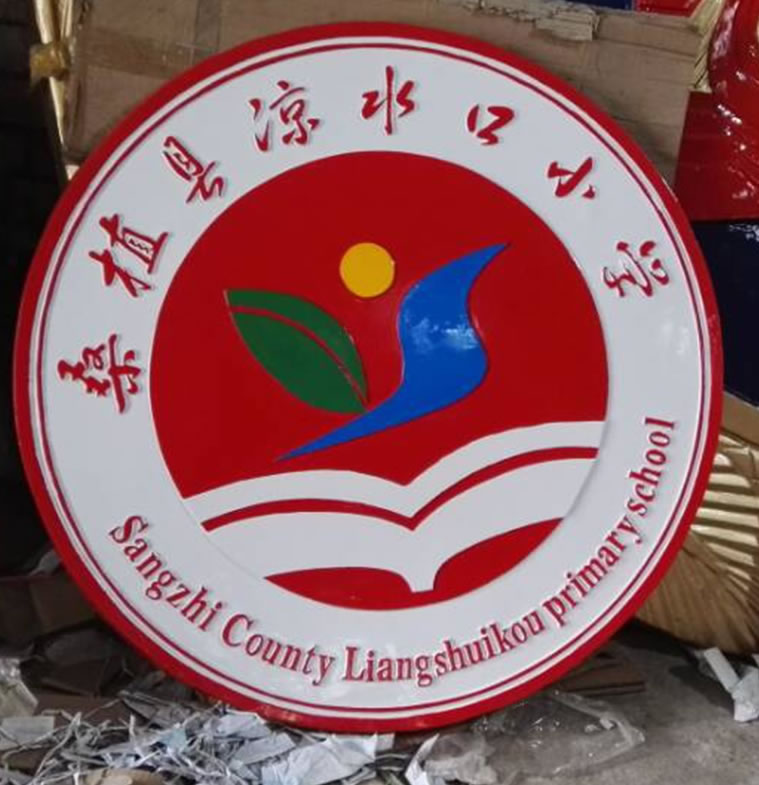 桑植县凉水口小学
Sangzhi County Liangshuikou primary school